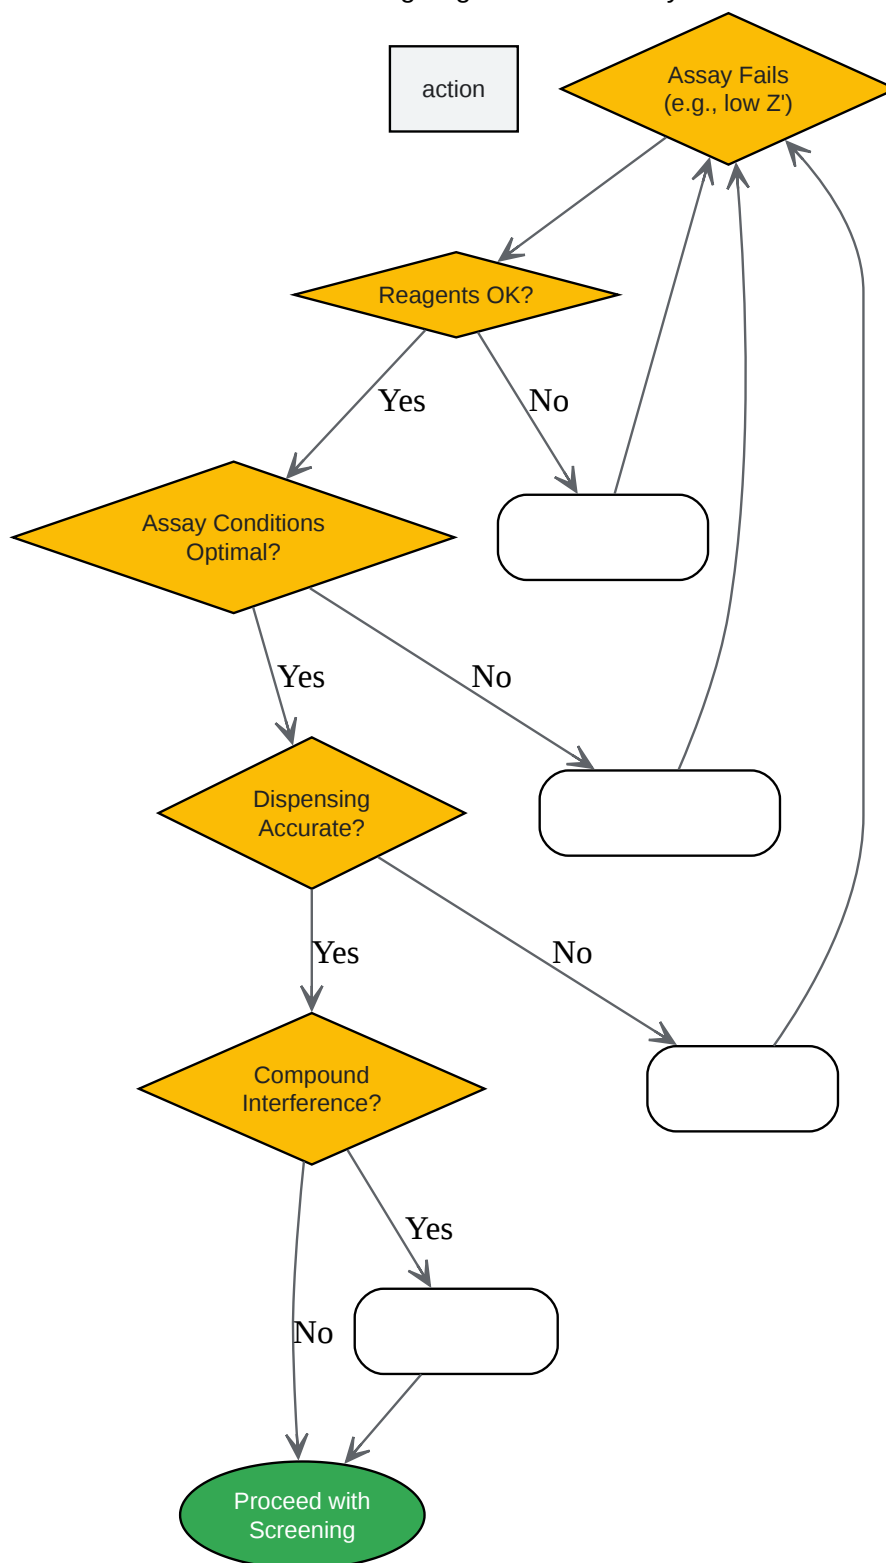 action
Assay Fails
(e.g., low Z')
Reagents OK?
Yes
No
Assay Conditions
Optimal?
Yes
No
Dispensing
Accurate?
Yes
No
Compound
Interference?
Yes
No
Proceed with
Screening